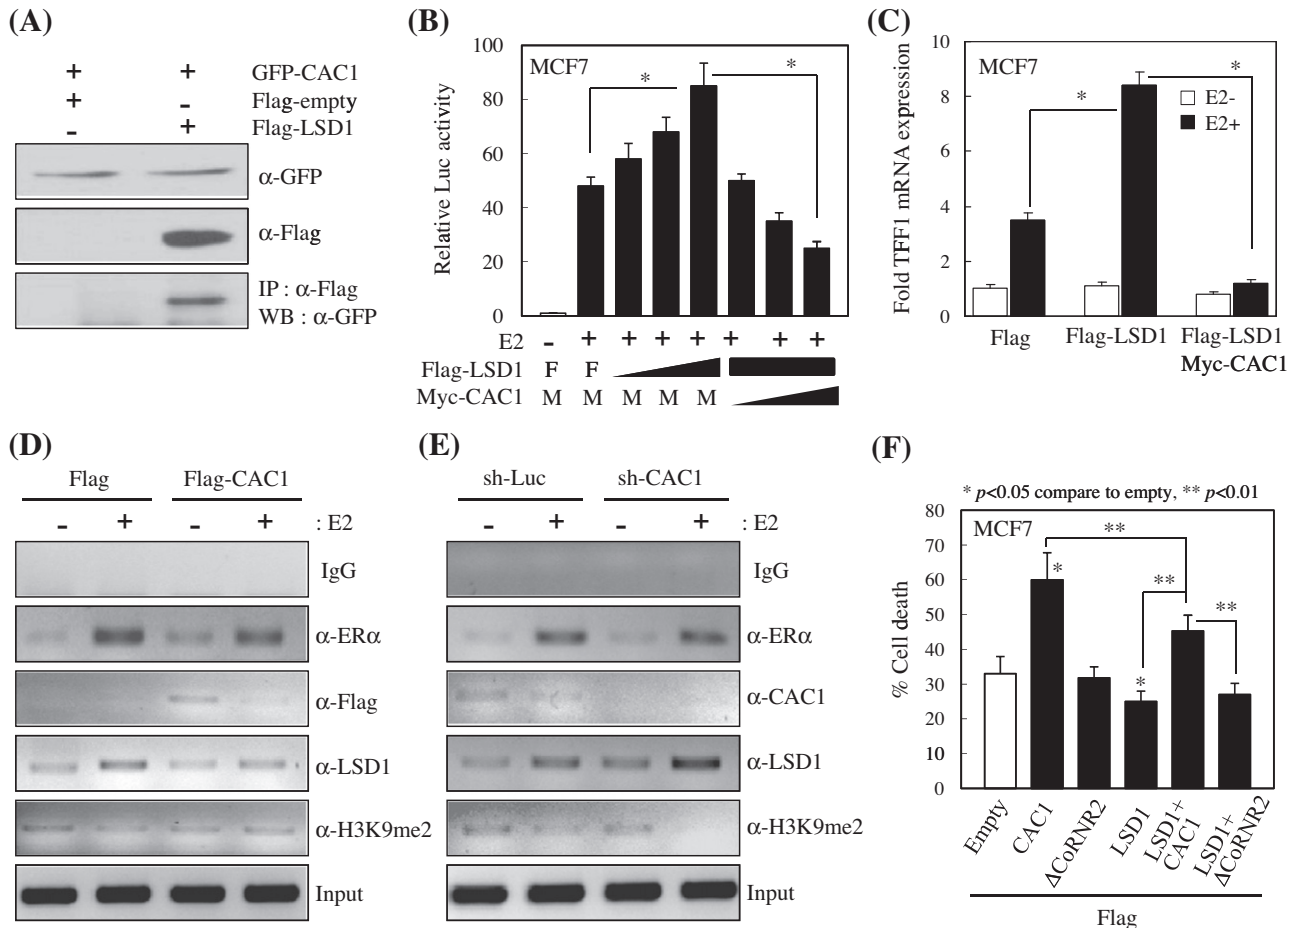 (A)
+ + GFP-CAC1
+ - Flag-empty
- + Flag-LSD1
α-GFP
α-Flag
IP : α-Flag
WB : α-GFP
(B)
Relative Luc activity
100
80
60
40
20
0
MCF7
*
*
E2 - + + + + + + +
Flag-LSD1 F F
Myc-CAC1 M M M M M
(C)
Fold TFF1 mRNA expression
10
8
6
4
2
0
MCF7
*
*
E2-
E2+
Flag
Flag-LSD1
Flag-LSD1
Myc-CAC1
(D)
Flag Flag-CAC1
- + - + : E2
IgG
α-ERα
α-Flag
α-LSD1
α-H3K9me2
Input
(E)
sh-Luc sh-CAC1
- + - + : E2
IgG
α-ERα
α-CAC1
α-LSD1
α-H3K9me2
Input
(F)
* p<0.05 compare to empty, ** p<0.01
% Cell death
80
70
60
50
40
30
20
10
0
MCF7
**
*
**
**
*
Empty
CAC1
ΔCoRNR2
LSD1
LSD1+
CAC1
LSD1+
ΔCoRNR2
Flag